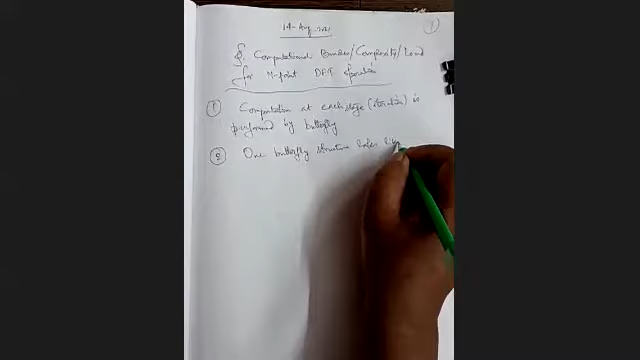 14-Aug-2021
§. Computational Burden/Complexity/Load
for N-point DFT Operation
① Computation at each stage (iteration) is
performed by butterfly
② One butterfly structure